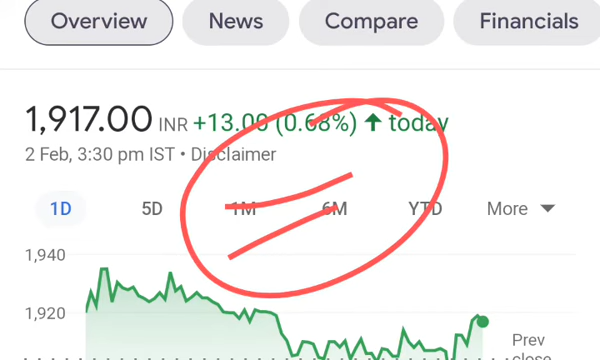 Overview News Compare Financials
1,917.00 INR +13.00 (0.68%) ↑ today
2 Feb, 3:30 pm IST • Disclaimer
1D 5D 1M 6M YTD More
1,940
1,920
Prev
close